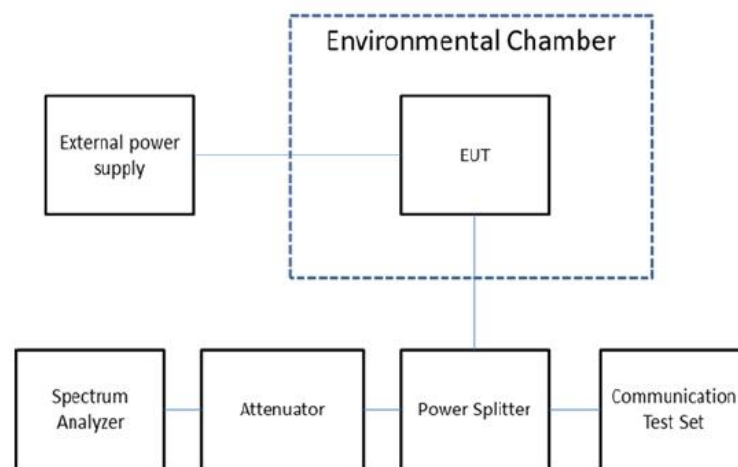 Environmental Chamber
External power
supply
EUT
Spectrum
Analyzer
Attenuator
Power Splitter
Communication
Test Set